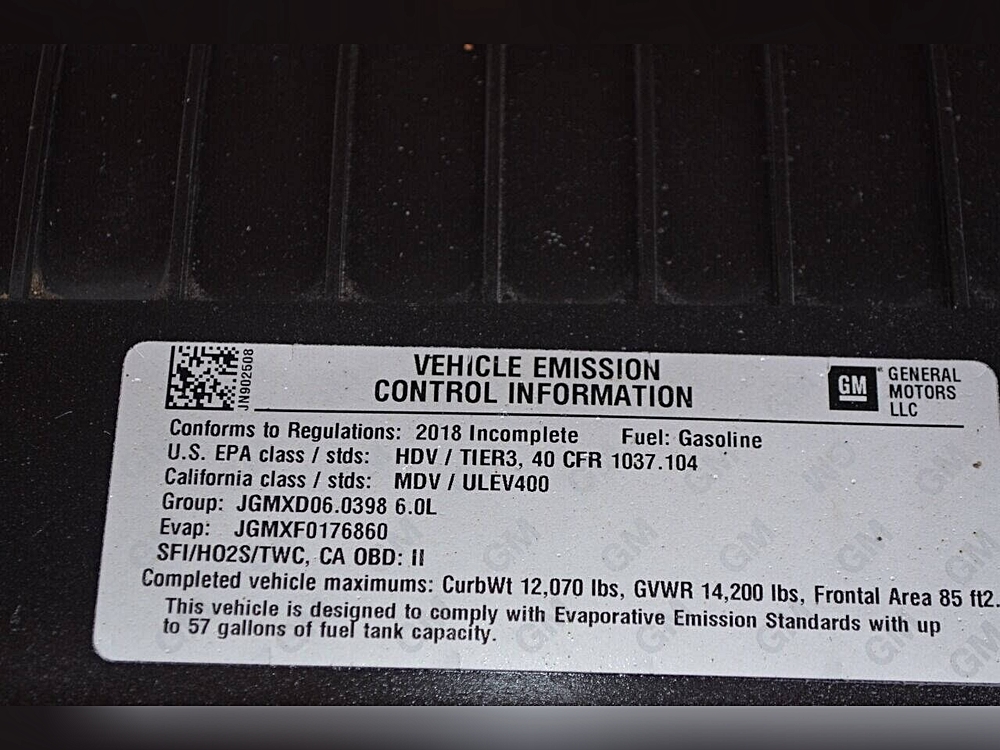 JN902508
VEHICLE EMISSION
CONTROL INFORMATION
GM
GENERAL
MOTORS
LLC
Conforms to Regulations: 2018 Incomplete Fuel: Gasoline
U.S. EPA class / stds: HDV / TIER3, 40 CFR 1037.104
California class / stds: MDV / ULEV400
Group: JGMXD06.0398 6.0L
Evap: JGMXF0176860
SFI/HO2S/TWC, CA OBD: II
Completed vehicle maximums: CurbWt 12,070 lbs, GVWR 14,200 lbs, Frontal Area 85 ft2.
This vehicle is designed to comply with Evaporative Emission Standards with up
to 57 gallons of fuel tank capacity.